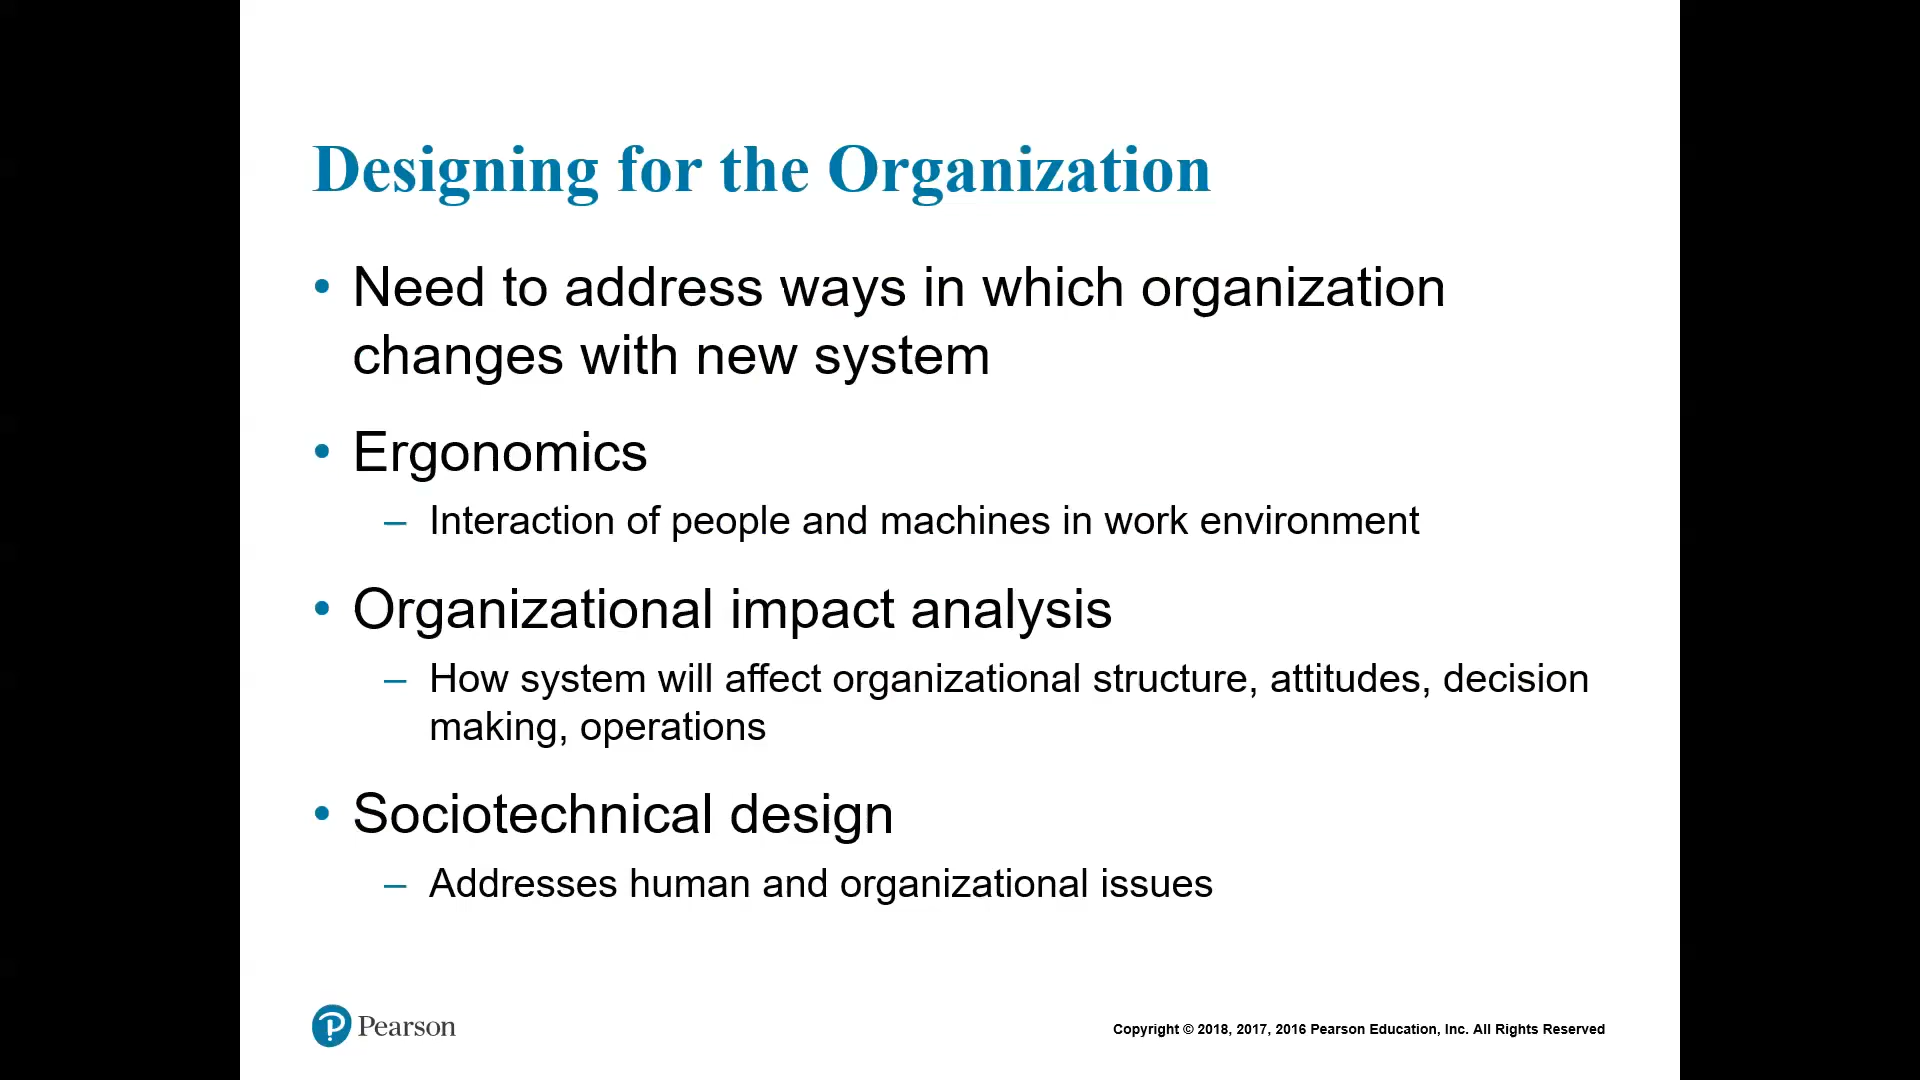 Designing for the Organization
• Need to address ways in which organization
changes with new system
• Ergonomics
– Interaction of people and machines in work environment
• Organizational impact analysis
– How system will affect organizational structure, attitudes, decision
making, operations
• Sociotechnical design
– Addresses human and organizational issues
Pearson
Copyright © 2018, 2017, 2016 Pearson Education, Inc. All Rights Reserved